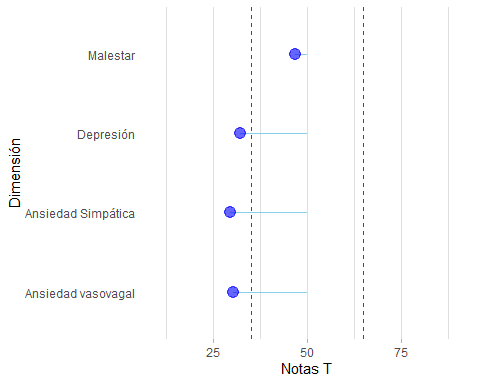 Malestar
Depresión
Ansiedad Simpática
Ansiedad vasovagal
Dimensión
25
50
75
Notas T